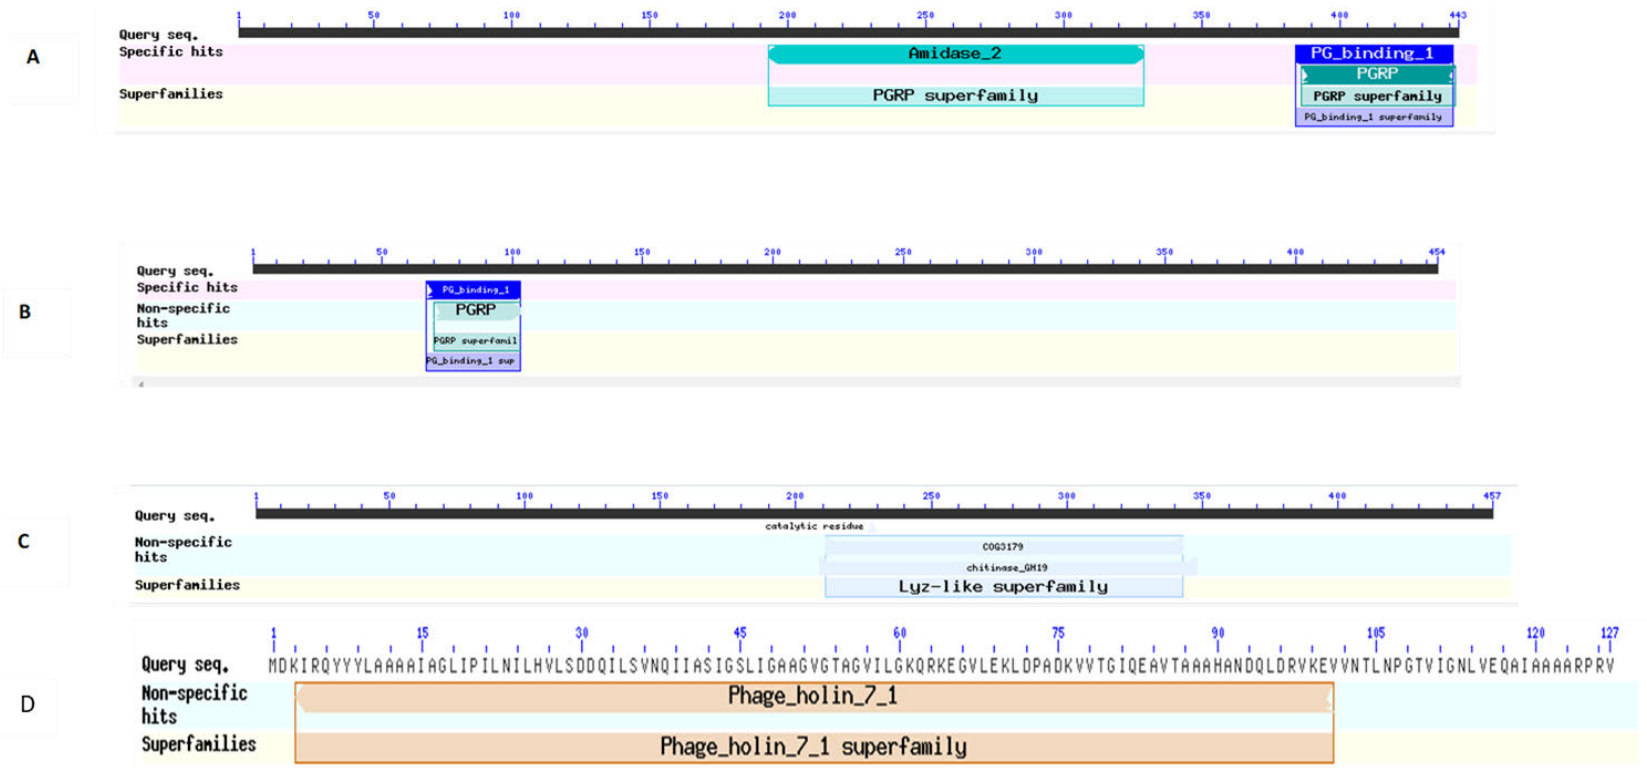 A
1 50 100 150 200 250 300 350 400 443
Query seq.
Specific hits
Amidase_2
PG_binding_1
PGRP
Superfamilies
PGRP superfamily
PGRP superfamily
PG_binding_1 superfamily
B
1 50 100 150 200 250 300 350 400 454
Query seq.
Specific hits
PG_binding_1
Non-specific
hits
PGRP
Superfamilies
PGRP superfamil
PG_binding_1 sup
C
1 50 100 150 200 250 300 350 400 457
Query seq.
catalytic residue
Non-specific
hits
COG3179
chitinase_GH19
Superfamilies
Lyz-like superfamily
D
1 15 30 45 60 75 90 105 120 127
Query seq.
MDKIRQYYYLAAAAIAGLIPILNILHVLSDDQILSVNQIIASIGSLIGAAGVGTAGVILGKQRKEGVLEKLDPADKVVTGIQEAVTAAAHANDQLDRVKEVVNTLNPGTVIGNLVEQAIAAAARPRV
Non-specific
hits
Phage_holin_7_1
Superfamilies
Phage_holin_7_1 superfamily